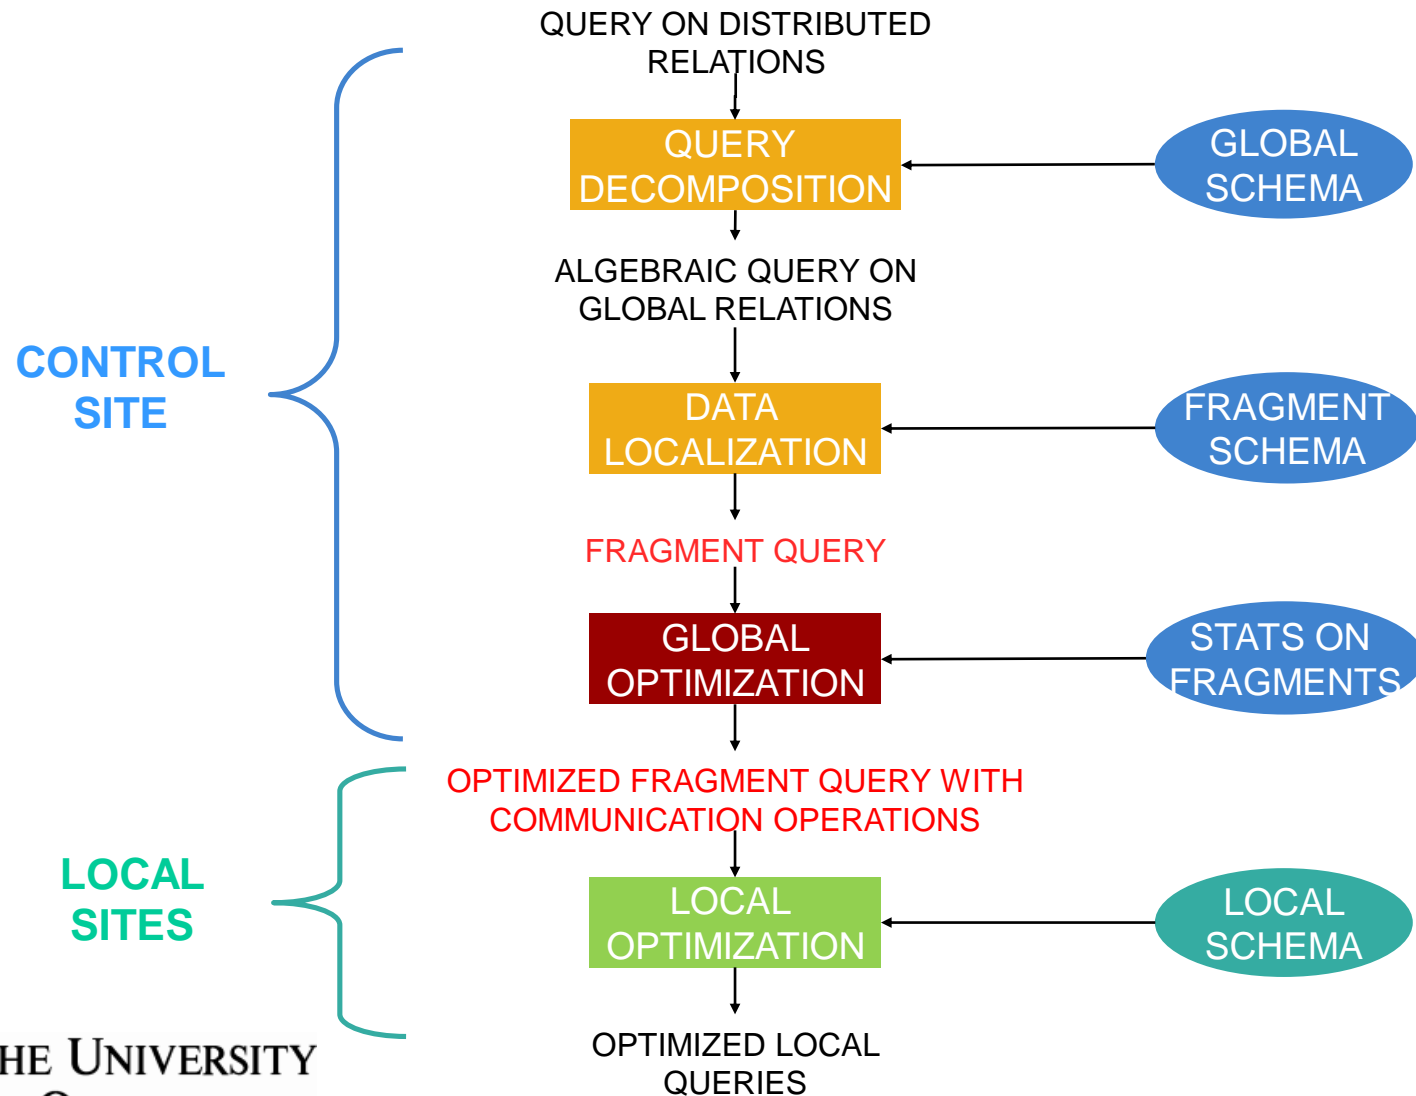 QUERY ON DISTRIBUTED
RELATIONS
QUERY
DECOMPOSITION
GLOBAL
SCHEMA
ALGEBRAIC QUERY ON
GLOBAL RELATIONS
CONTROL
SITE
DATA
LOCALIZATION
FRAGMENT
SCHEMA
FRAGMENT QUERY
GLOBAL
OPTIMIZATION
STATS ON
FRAGMENTS
OPTIMIZED FRAGMENT QUERY WITH
COMMUNICATION OPERATIONS
LOCAL
SITES
LOCAL
OPTIMIZATION
LOCAL
SCHEMA
OPTIMIZED LOCAL
QUERIES
HE UNIVERSITY